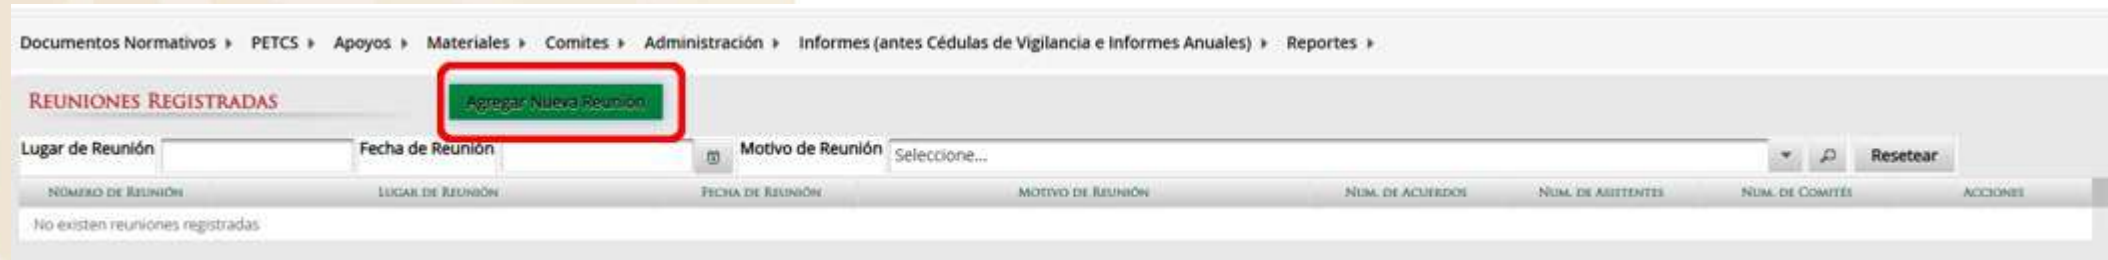 Documentos Normativos PETCS Apoyos Materiales Comites Administración Informes (antes Cédulas de Vigilancia e Informes Anuales) Reportes
REUNIONES REGISTRADAS Agregar Nueva Reunión
Lugar de Reunión Fecha de Reunión Motivo de Reunión Seleccione... Resetear
NÚMERO DE REUNIÓN LUGAR DE REUNIÓN FECHA DE REUNIÓN MOTIVO DE REUNIÓN NUM. DE ACUERDOS NUM. DE ASISTENTES NUM. DE COMITÉS ACCIONES
No existen reuniones registradas